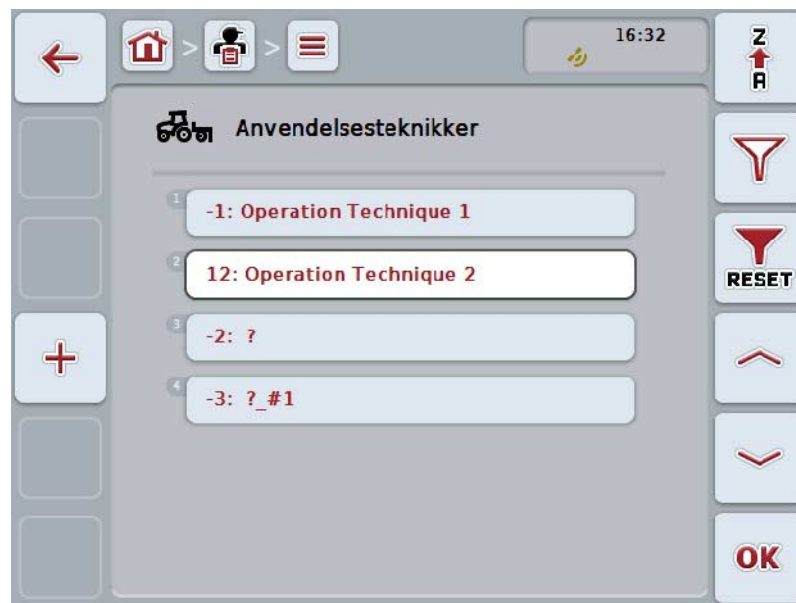 16:32
Z
A
Anvendelsesteknikker
1
-1: Operation Technique 1
2
12: Operation Technique 2
RESET
3
-2: ?
4
-3: ?_#1
OK